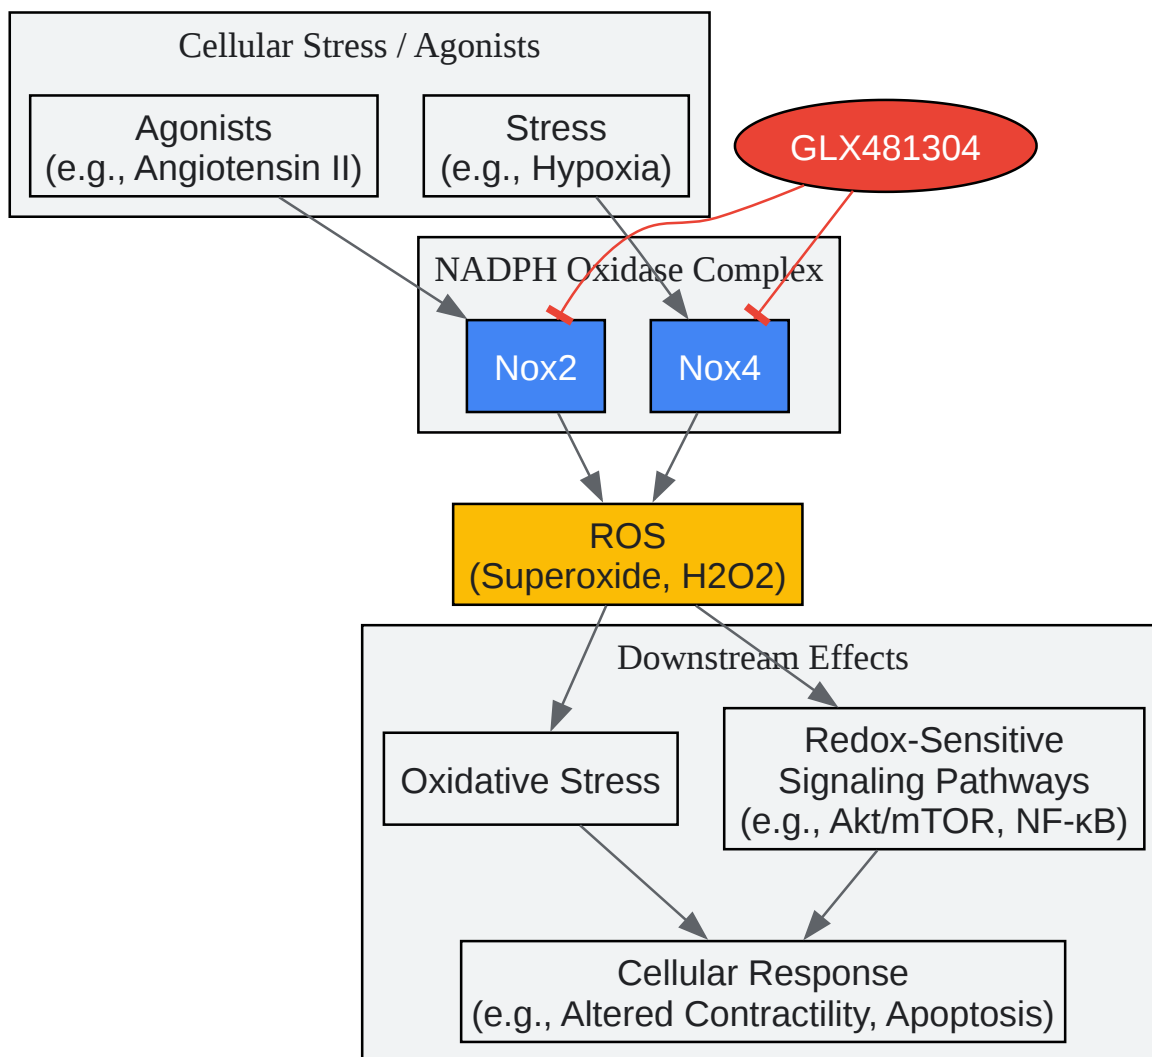 Cellular Stress / Agonists
Agonists
(e.g., Angiotensin II)
Stress
(e.g., Hypoxia)
GLX481304
NADPH Oxidase Complex
Nox2
Nox4
ROS
(Superoxide, H2O2)
Downstream Effects
Oxidative Stress
Redox-Sensitive
Signaling Pathways
(e.g., Akt/mTOR, NF-κB)
Cellular Response
(e.g., Altered Contractility, Apoptosis)